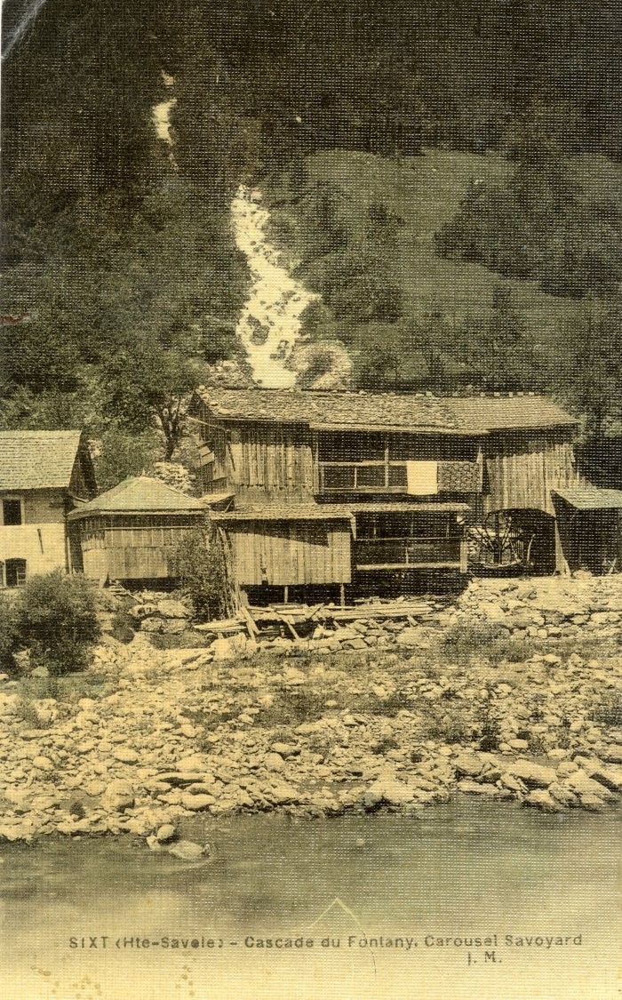 SIXT (Hte-Savoie) - Cascade du Fontany. Carousel Savoyard
J. M.